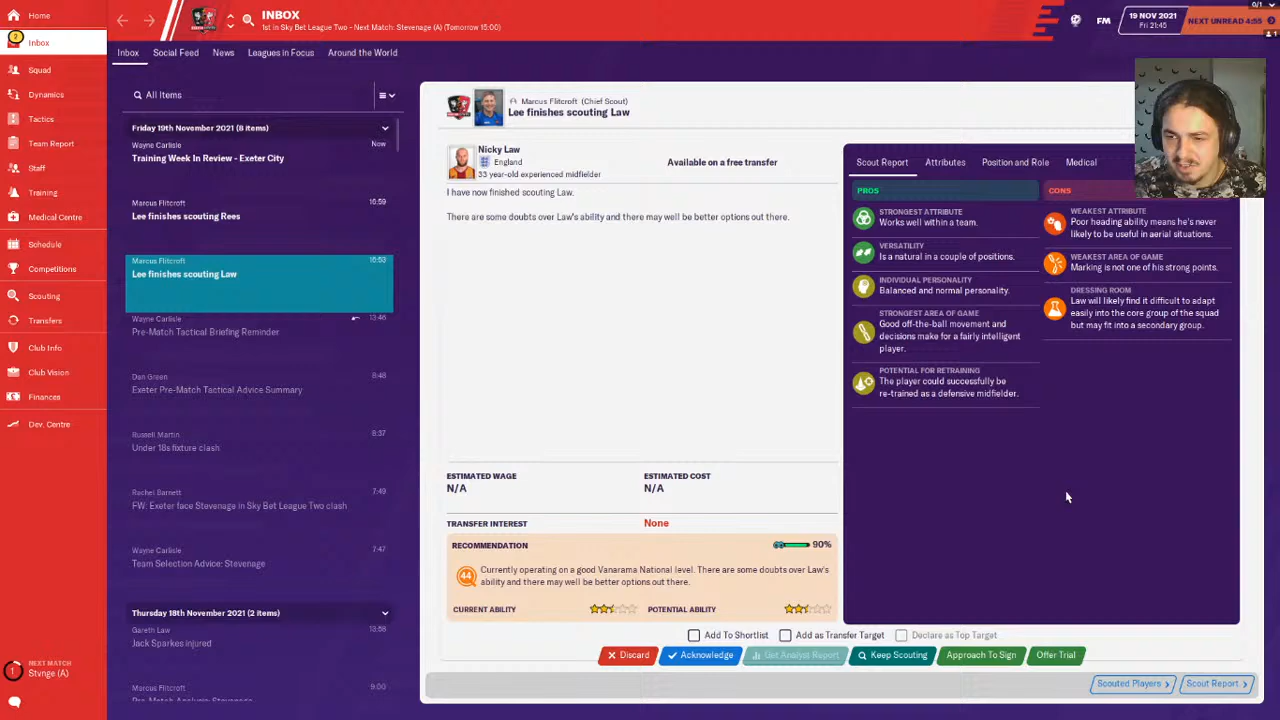 Home
INBOX
1st in Sky Bet League Two - Next Match: Stevenage (A) (Tomorrow 15:00)
FM
19 NOV 2021
Fri 21:45
NEXT UNREAD 4:55
0/1
1
2
Inbox
Squad
Dynamics
Tactics
Team Report
Staff
Training
Medical Centre
Schedule
Competitions
Scouting
Transfers
Club Info
Club Vision
Finances
Dev. Centre
1
NEXT MATCH
Stvnge (A)
Inbox
Social Feed
News
Leagues in Focus
Around the World
All Items
Friday 19th November 2021 (8 items)
Wayne Carlisle
Now
Training Week In Review - Exeter City
Marcus Flitcroft
16:59
Lee finishes scouting Rees
Marcus Flitcroft
16:53
Lee finishes scouting Law
Wayne Carlisle
13:46
Pre-Match Tactical Briefing Reminder
Dan Green
8:48
Exeter Pre-Match Tactical Advice Summary
Russell Martin
8:37
Under 18s fixture clash
Rachel Barnett
7:49
FW: Exeter face Stevenage in Sky Bet League Two clash
Wayne Carlisle
7:47
Team Selection Advice: Stevenage
Thursday 18th November 2021 (2 items)
Gareth Law
13:58
Jack Sparkes injured
Marcus Flitcroft
9:00
Pre-Match Analysis: Stevenage
Marcus Flitcroft (Chief Scout)
Lee finishes scouting Law
Nicky Law
England
33 year-old experienced midfielder
Available on a free transfer
I have now finished scouting Law.
There are some doubts over Law's ability and there may well be better options out there.
ESTIMATED WAGE
N/A
ESTIMATED COST
N/A
TRANSFER INTEREST
None
RECOMMENDATION
90%
44
Currently operating on a good Vanarama National level. There are some doubts over Law's
ability and there may well be better options out there.
CURRENT ABILITY
POTENTIAL ABILITY
Scout Report
Attributes
Position and Role
Medical
PROS
STRONGEST ATTRIBUTE
Works well within a team.
VERSATILITY
Is a natural in a couple of positions.
INDIVIDUAL PERSONALITY
Balanced and normal personality.
STRONGEST AREA OF GAME
Good off-the-ball movement and
decisions make for a fairly intelligent
player.
POTENTIAL FOR RETRAINING
The player could successfully be
re-trained as a defensive midfielder.
CONS
WEAKEST ATTRIBUTE
Poor heading ability means he's never
likely to be useful in aerial situations.
WEAKEST AREA OF GAME
Marking is not one of his strong points.
DRESSING ROOM
Law will likely find it difficult to adapt
easily into the core group of the squad
but may fit into a secondary group.
Add To Shortlist
Add as Transfer Target
Declare as Top Target
Discard
Acknowledge
Get Analyst Report
Keep Scouting
Approach To Sign
Offer Trial
Scouted Players
Scout Report